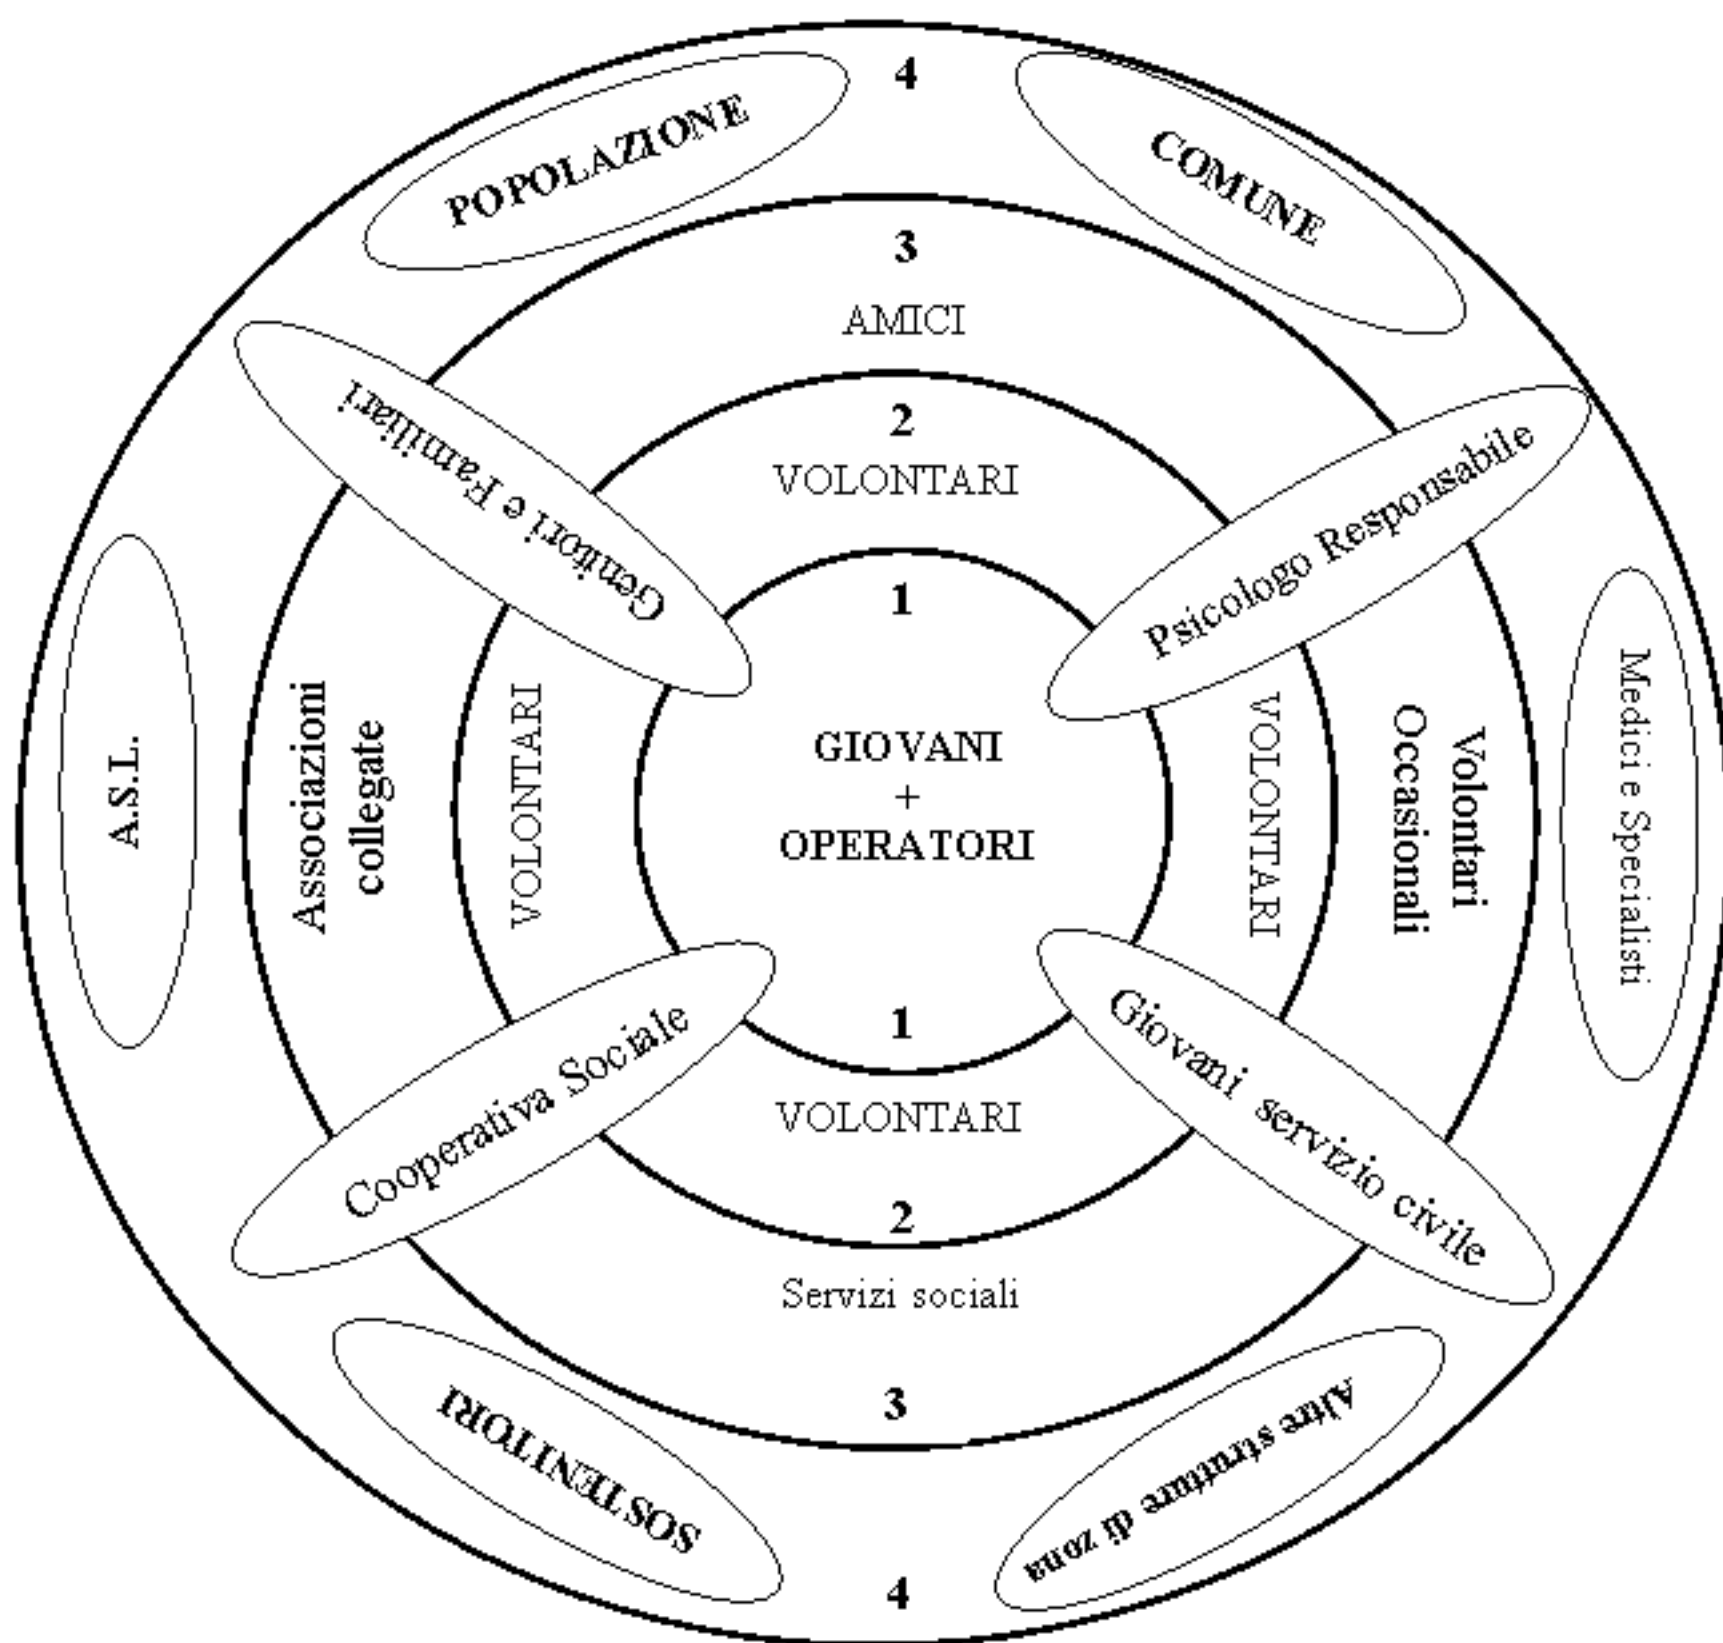 4
POPOLAZIONE
COMUNE
3
AMICI
Genitori e Familiari
2
VOLONTARI
Psicologo Responsabile
1
A.S.L.
Associazioni
collegate
VOLONTARI
GIOVANI
+
OPERATORI
VOLONTARI
Volontari
Occasionali
Medici e Specialisti
1
Cooperativa Sociale
VOLONTARI
Giovani servizio civile
2
Servizi sociali
3
SOSTENITORI
Altre strutture di zona
4